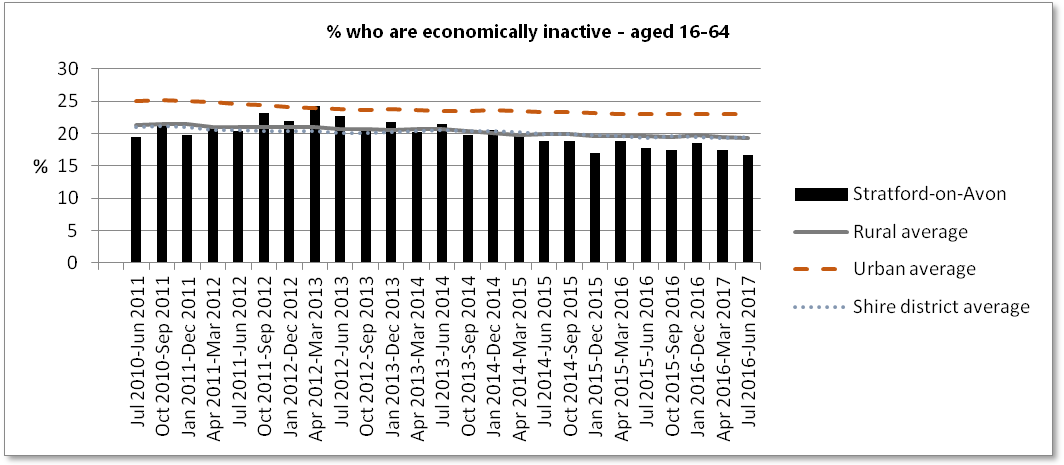 % who are economically inactive - aged 16-64
30
25
20
15
10
5
0
%
Jul 2010-Jun 2011
Oct 2010-Sep 2011
Jan 2011-Dec 2011
Apr 2011-Mar 2012
Jul 2011-Jun 2012
Oct 2011-Sep 2012
Jan 2012-Dec 2012
Apr 2012-Mar 2013
Jul 2012-Jun 2013
Oct 2012-Sep 2013
Jan 2013-Dec 2013
Apr 2013-Mar 2014
Jul 2013-Jun 2014
Oct 2013-Sep 2014
Jan 2014-Dec 2014
Apr 2014-Mar 2015
Jul 2014-Jun 2015
Oct 2014-Sep 2015
Jan 2015-Dec 2015
Apr 2015-Mar 2016
Jul 2015-Jun 2016
Oct 2015-Sep 2016
Jan 2016-Dec 2016
Apr 2016-Mar 2017
Jul 2016-Jun 2017
Stratford-on-Avon
Rural average
Urban average
Shire district average